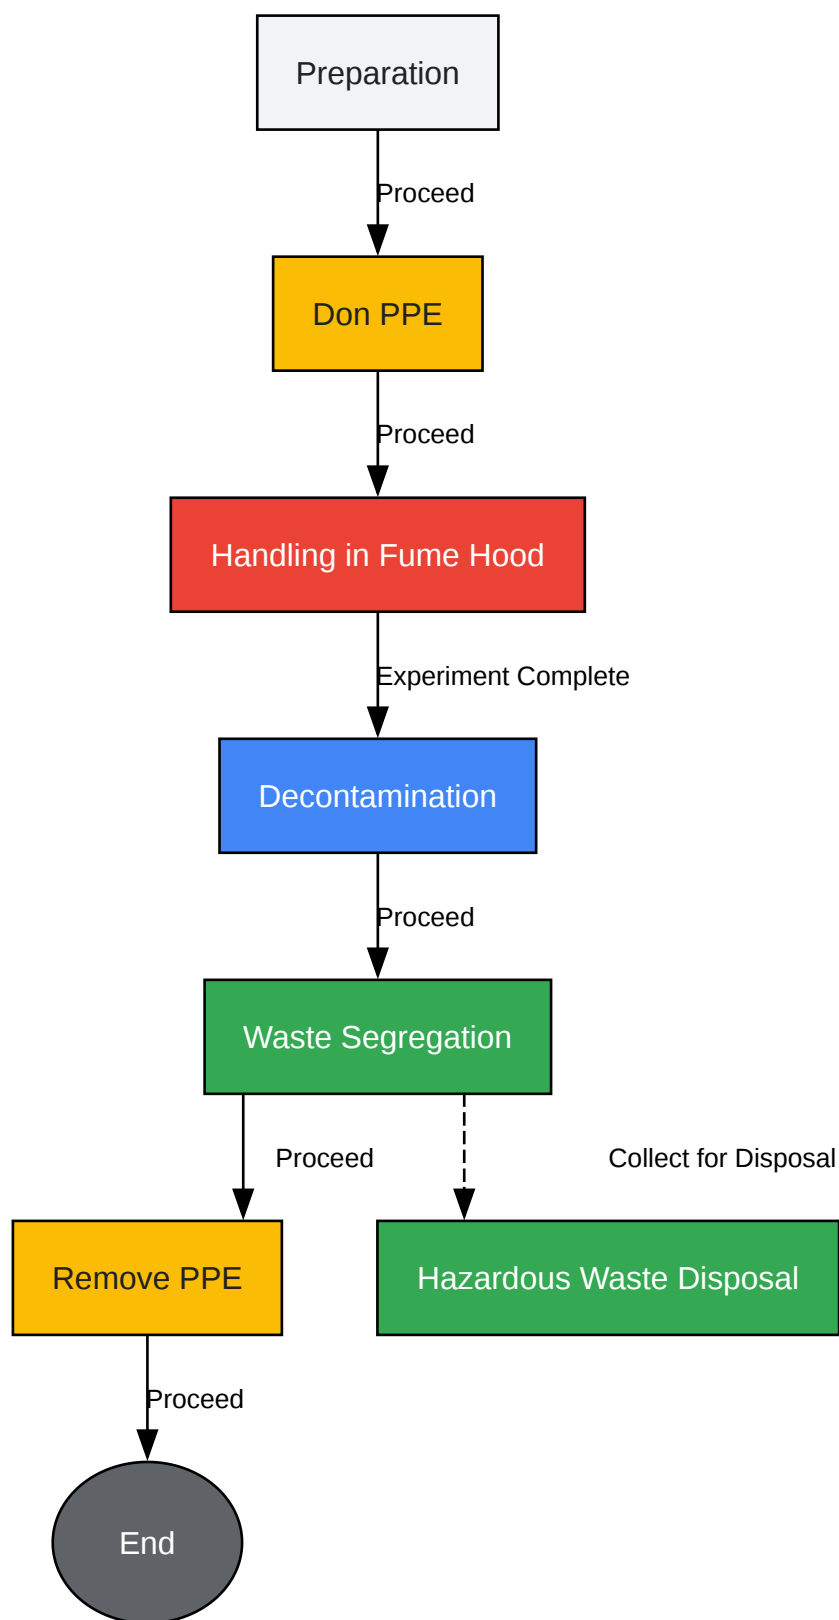 Preparation
Proceed
Don PPE
Proceed
Handling in Fume Hood
Experiment Complete
Decontamination
Proceed
Waste Segregation
Proceed
Collect for Disposal
Remove PPE
Hazardous Waste Disposal
Proceed
End